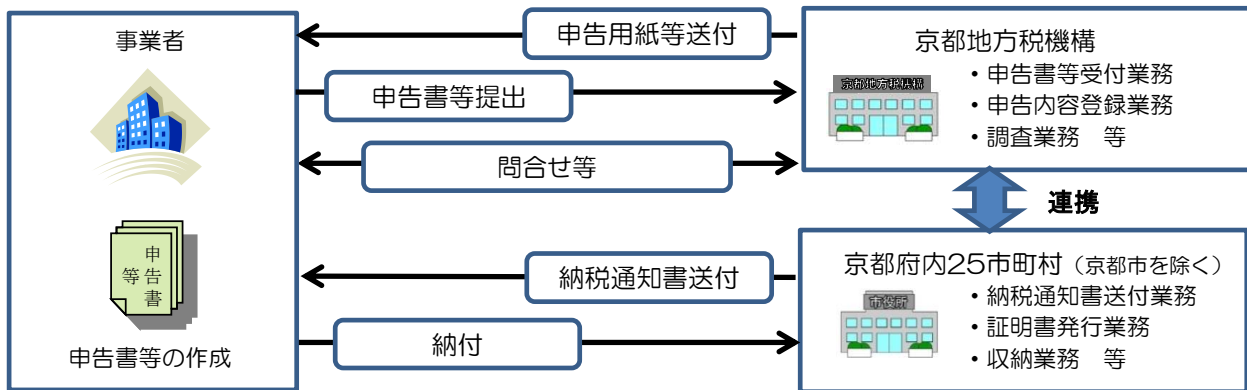 事業者
申告書等
申告書等の作成
申告用紙等送付
申告書等提出
問合せ等
納税通知書送付
納付
京都地方税機構
京都地方税機構
・申告書等受付業務
・申告内容登録業務
・調査業務　等
連携
京都府内25市町村（京都市を除く）
市役所
・納税通知書送付業務
・証明書発行業務
・収納業務　等